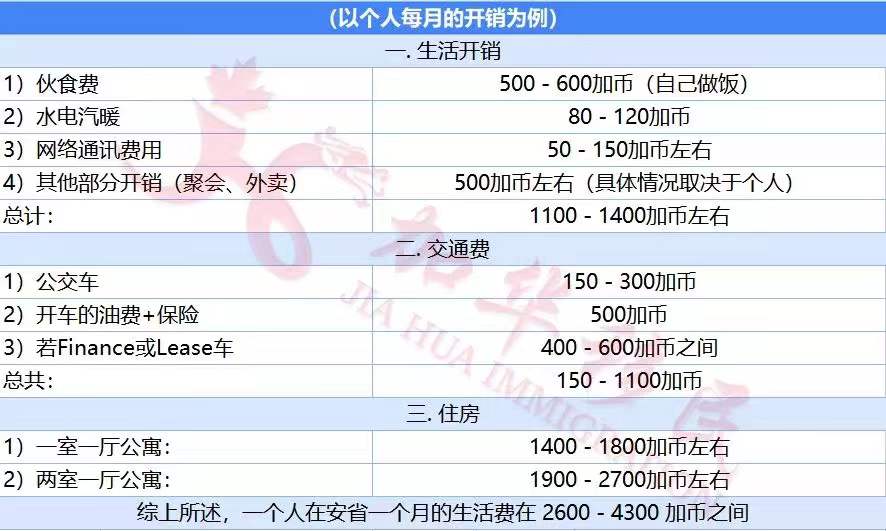 （以个人每月的开销为例）
一. 生活开销
1）伙食费 500 - 600加币（自己做饭）
2）水电汽暖 80 - 120加币
3）网络通讯费用 50 - 150加币左右
4）其他部分开销（聚会、外卖） 500加币左右（具体情况取决于个人）
总计： 1100 - 1400加币左右
二. 交通费
1）公交车 150 - 300加币
2）开车的油费+保险 500加币
3）若Finance或Lease车 400 - 600加币之间
总共： 150 - 1100加币
三. 住房
1）一室一厅公寓： 1400 - 1800加币左右
2）两室一厅公寓： 1900 - 2700加币左右
综上所述，一个人在安省一个月的生活费在 2600 - 4300 加币之间
加华移民
JIA HUA IMMIGRATION